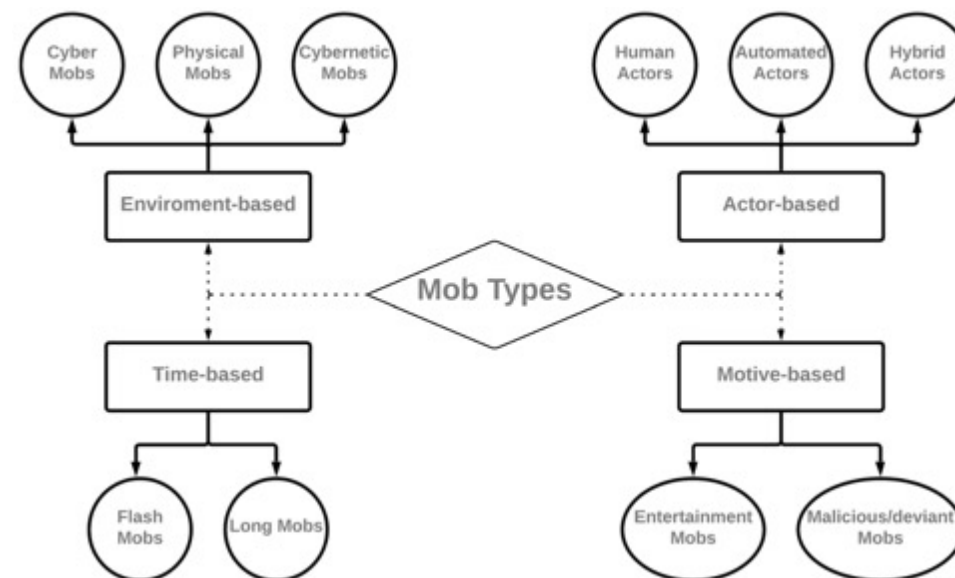 Cyber
Mobs
Physical
Mobs
Cybernetic
Mobs
Human
Actors
Automated
Actors
Hybrid
Actors
Enviroment-based
Actor-based
Mob Types
Time-based
Motive-based
Flash
Mobs
Long Mobs
Entertainment
Mobs
Malicious/deviant
Mobs